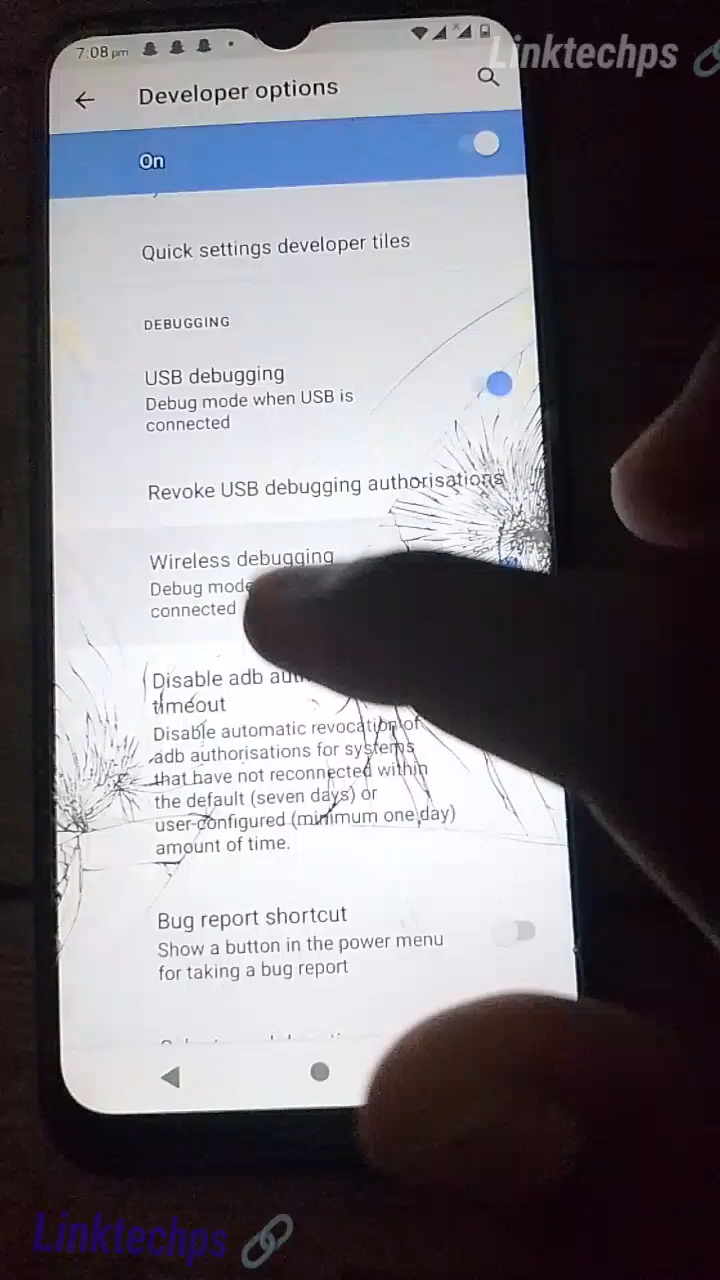 7:08 pm
Linktechps
Developer options
On
Quick settings developer tiles
DEBUGGING
USB debugging
Debug mode when USB is
connected
Revoke USB debugging authorisations
Wireless debugging
Debug mode
connected
Disable adb
timeout
Disable automatic revocation of
adb authorisations for systems
that have not reconnected within
the default (seven days) or
user-configured (minimum one day)
amount of time.
Bug report shortcut
Show a button in the power menu
for taking a bug report
Linktechps